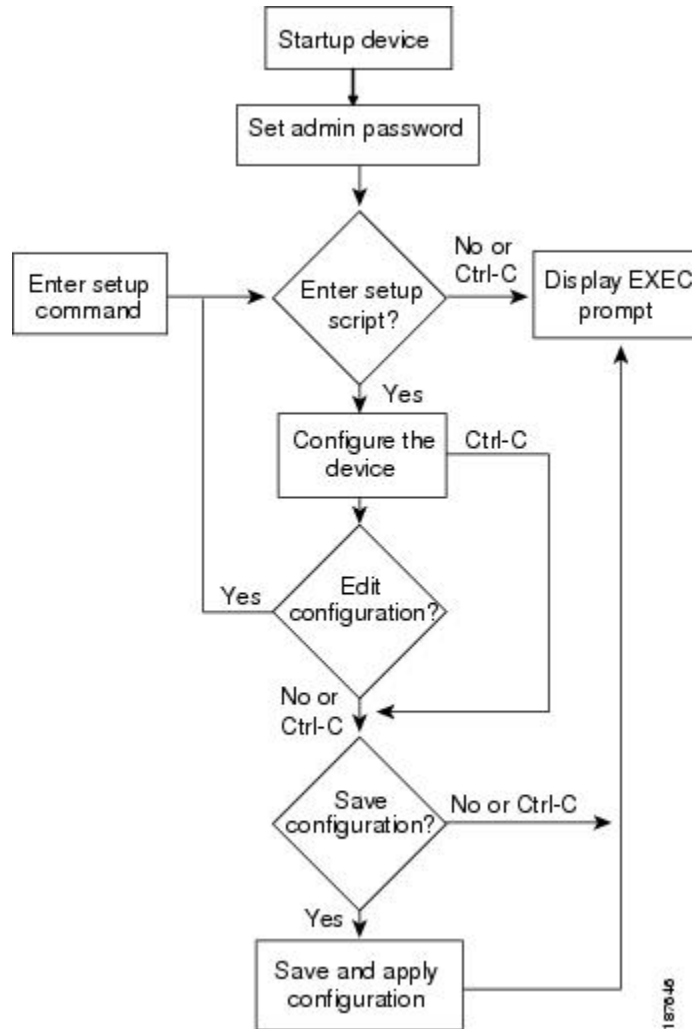 Startup device
Set admin password
No or
Ctrl-C
Enter setup
command
Enter setup
script?
Display EXEC
prompt
Yes
Configure the
device
Ctrl-C
Yes
Edit
configuration?
No or
Ctrl-C
Save
configuration?
No or Ctrl-C
Yes
Save and apply
configuration
187646